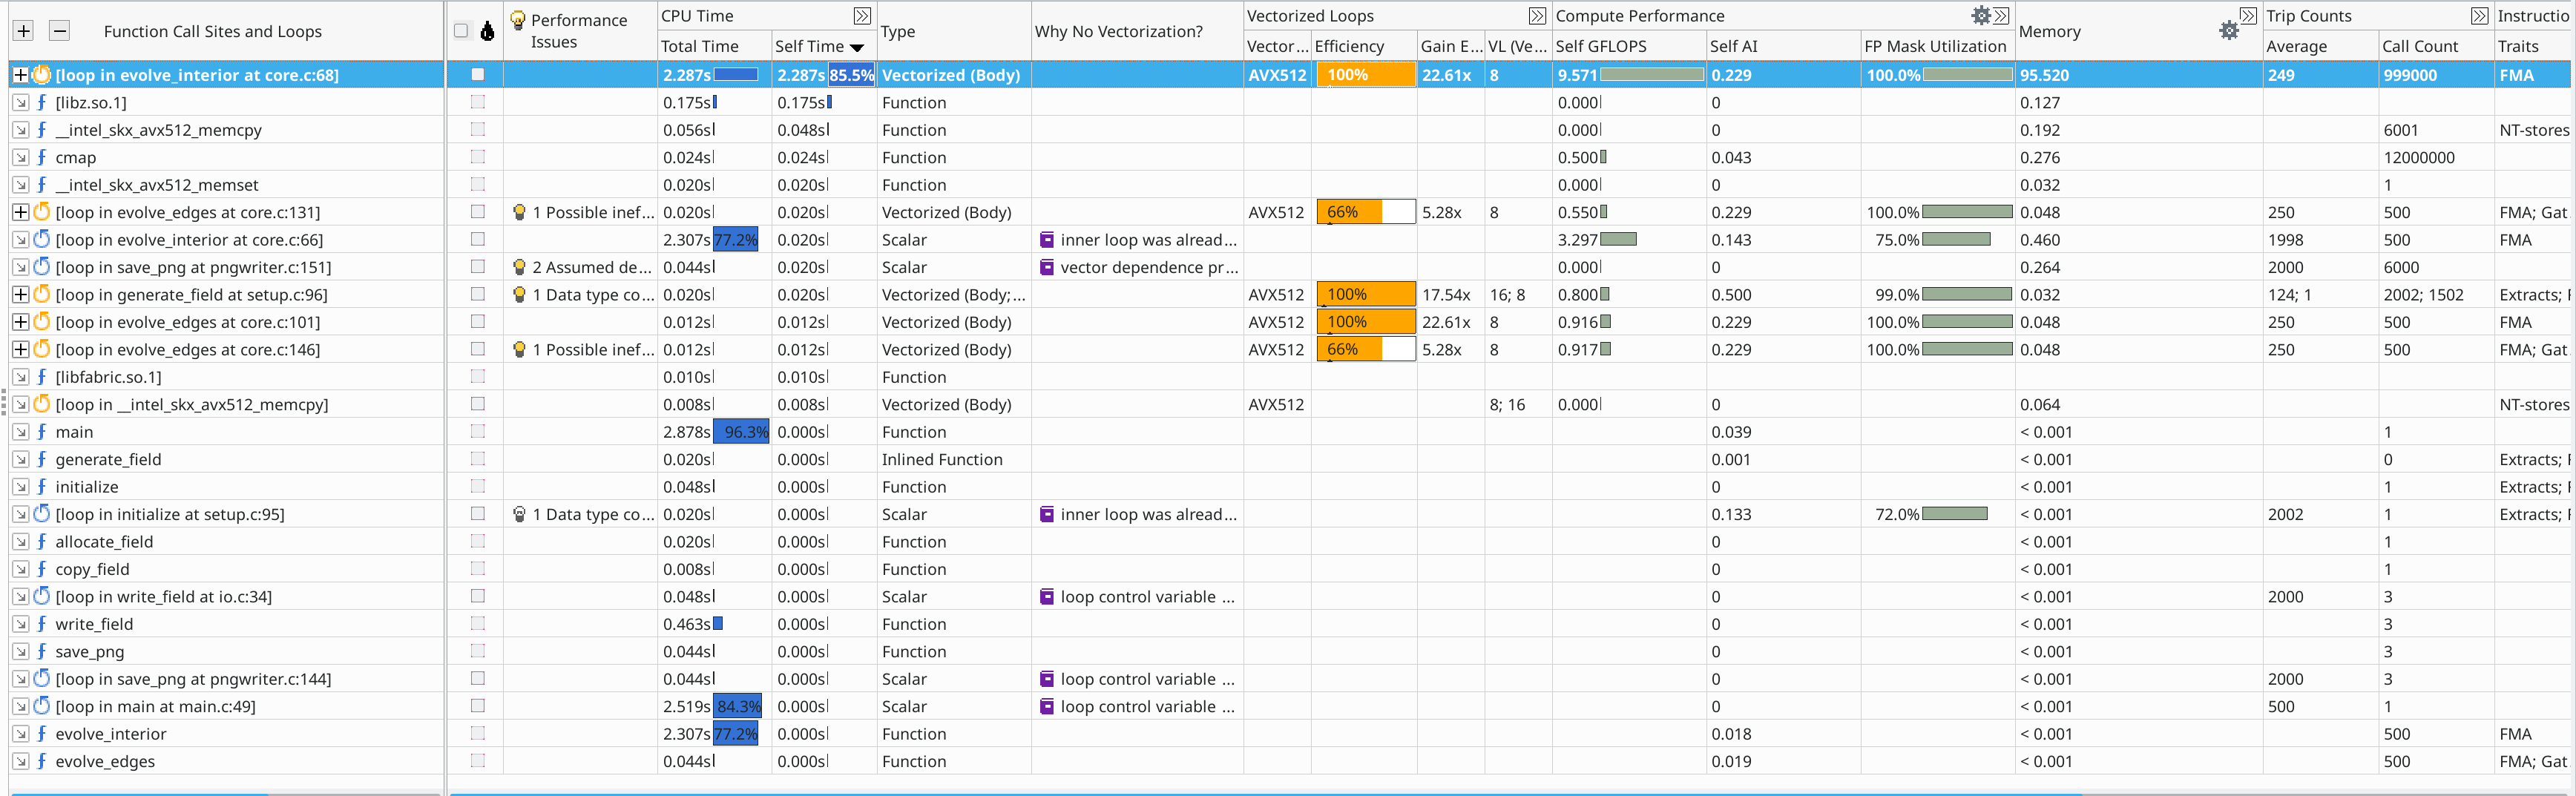 Function Call Sites and Loops Performance Issues CPU Time Type Why No Vectorization? Vectorized Loops Compute Performance Memory Trip Counts Instructio
Total Time Self Time Vector... Efficiency Gain E... VL (Ve... Self GFLOPS Self AI FP Mask Utilization Average Call Count Traits
[loop in evolve_interior at core.c:68] 2.287s 2.287s 85.5% Vectorized (Body) AVX512 100% 22.61x 8 9.571 0.229 100.0% 95.520 249 999000 FMA
[libz.so.1] 0.175s 0.175s Function 0.000 0 0.127
__intel_skx_avx512_memcpy 0.056s 0.048s Function 0.000 0 0.192 6001 NT-stores
cmap 0.024s 0.024s Function 0.500 0.043 0.276 12000000
__intel_skx_avx512_memset 0.020s 0.020s Function 0.000 0 0.032 1
[loop in evolve_edges at core.c:131] 1 Possible inef... 0.020s 0.020s Vectorized (Body) AVX512 66% 5.28x 8 0.550 0.229 100.0% 0.048 250 500 FMA; Gat
[loop in evolve_interior at core.c:66] 2.307s 77.2% 0.020s Scalar inner loop was alread... 3.297 0.143 75.0% 0.460 1998 500 FMA
[loop in save_png at pngwriter.c:151] 2 Assumed de... 0.044s 0.020s Scalar vector dependence pr... 0.000 0 0.264 2000 6000
[loop in generate_field at setup.c:96] 1 Data type co... 0.020s 0.020s Vectorized (Body;... AVX512 100% 17.54x 16; 8 0.800 0.500 99.0% 0.032 124; 1 2002; 1502 Extracts; F
[loop in evolve_edges at core.c:101] 0.012s 0.012s Vectorized (Body) AVX512 100% 22.61x 8 0.916 0.229 100.0% 0.048 250 500 FMA
[loop in evolve_edges at core.c:146] 1 Possible inef... 0.012s 0.012s Vectorized (Body) AVX512 66% 5.28x 8 0.917 0.229 100.0% 0.048 250 500 FMA; Gat
[libfabric.so.1] 0.010s 0.010s Function
[loop in __intel_skx_avx512_memcpy] 0.008s 0.008s Vectorized (Body) AVX512 8; 16 0.000 0 0.064 NT-stores
main 2.878s 96.3% 0.000s Function 0.039 < 0.001 1
generate_field 0.020s 0.000s Inlined Function 0.001 < 0.001 0 Extracts; F
initialize 0.048s 0.000s Function 0 < 0.001 1 Extracts; F
[loop in initialize at setup.c:95] 1 Data type co... 0.020s 0.000s Scalar inner loop was alread... 0.133 72.0% < 0.001 2002 1 Extracts; F
allocate_field 0.020s 0.000s Function 0 < 0.001 1
copy_field 0.008s 0.000s Function 0 < 0.001 1
[loop in write_field at io.c:34] 0.048s 0.000s Scalar loop control variable ... 0 < 0.001 2000 3
write_field 0.463s 0.000s Function 0 < 0.001 3
save_png 0.044s 0.000s Function 0 < 0.001 3
[loop in save_png at pngwriter.c:144] 0.044s 0.000s Scalar loop control variable ... 0 < 0.001 2000 3
[loop in main at main.c:49] 2.519s 84.3% 0.000s Scalar loop control variable ... 0 < 0.001 500 1
evolve_interior 2.307s 77.2% 0.000s Function 0.018 < 0.001 500 FMA
evolve_edges 0.044s 0.000s Function 0.019 < 0.001 500 FMA; Gat